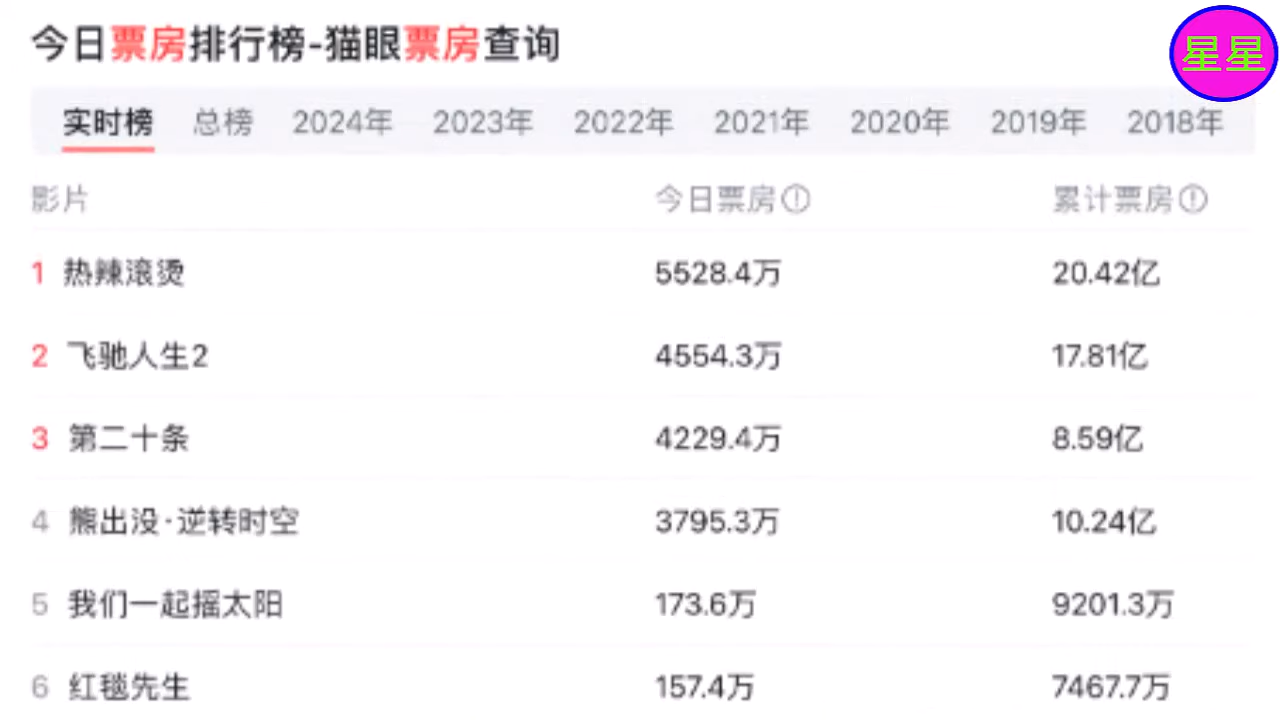 今日票房排行榜-猫眼票房查询
星星
实时榜 总榜 2024年 2023年 2022年 2021年 2020年 2019年 2018年
影片 今日票房 累计票房
1 热辣滚烫 5528.4万 20.42亿
2 飞驰人生2 4554.3万 17.81亿
3 第二十条 4229.4万 8.59亿
4 熊出没·逆转时空 3795.3万 10.24亿
5 我们一起摇太阳 173.6万 9201.3万
6 红毯先生 157.4万 7467.7万